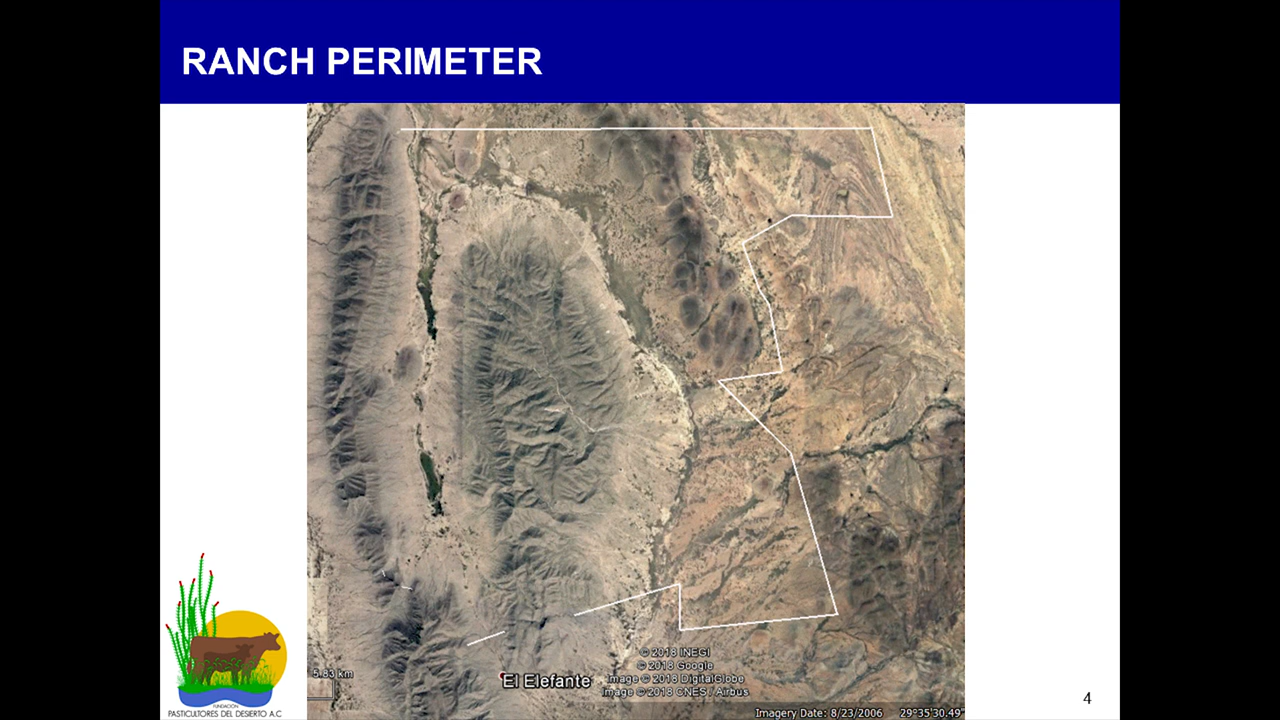 RANCH PERIMETER
© 2018 INEGI
© 2018 Google
Image © 2018 DigitalGlobe
Image © 2018 CNES / Airbus
5.83 km
El Elefante
Imagery Date: 8/23/2006 29°35'30.49"
FUNDACIÓN
PASTICULTORES DEL DESIERTO A.C
4